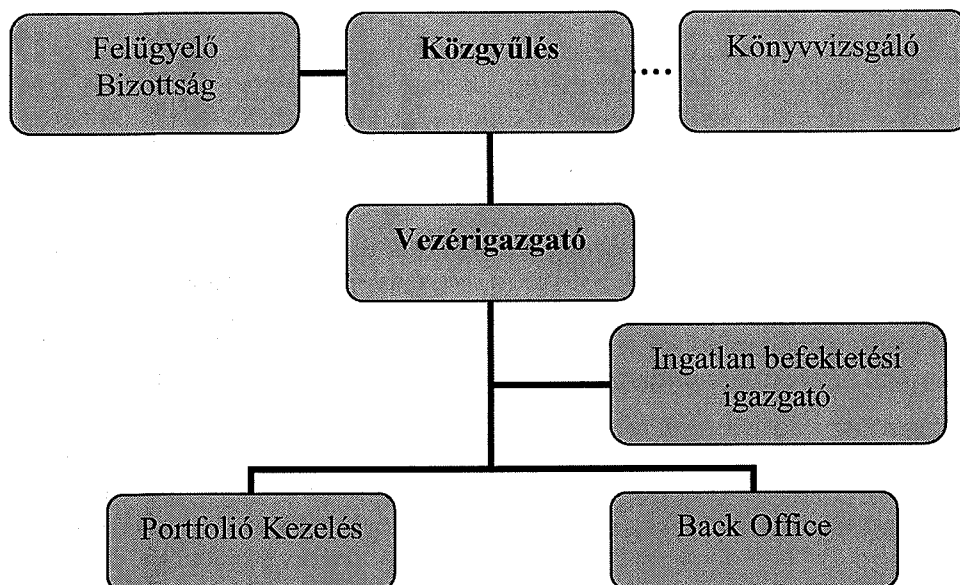 Felügyelő
Bizottság
Közgyűlés
Könyvvizsgáló
Vezérigazgató
Ingatlan befektetési
igazgató
Portfolió Kezelés
Back Office